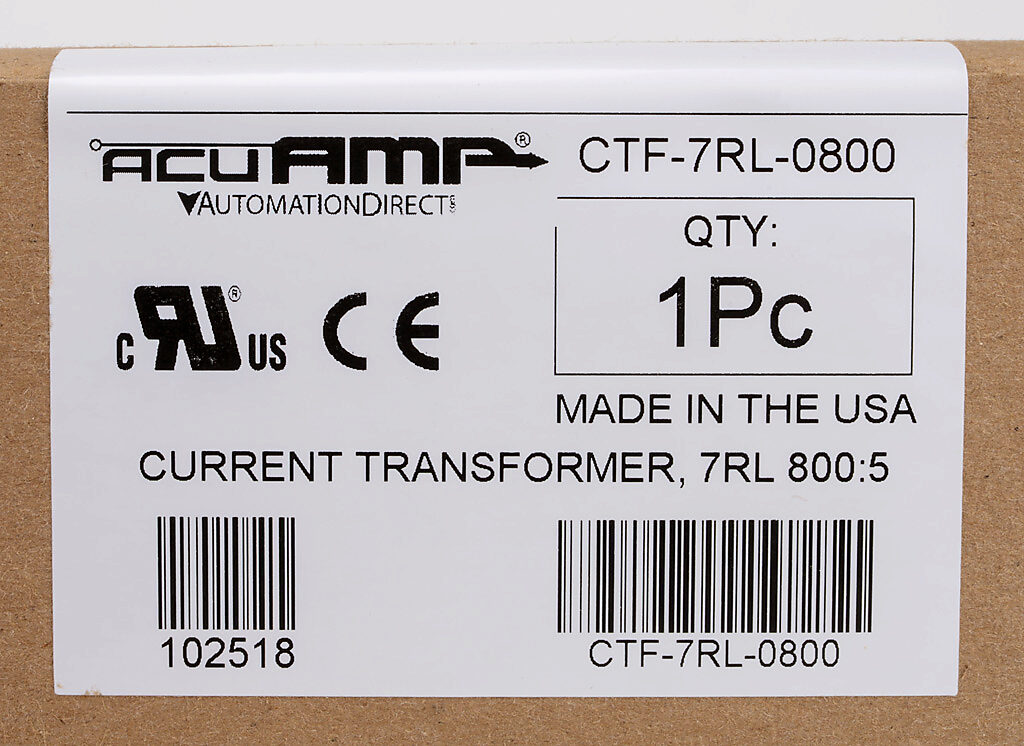 ACUAMP®
CTF-7RL-0800
AUTOMATIONDIRECT
QTY:
1Pc
C RU US ®
CE
MADE IN THE USA
CURRENT TRANSFORMER, 7RL 800:5
102518
CTF-7RL-0800